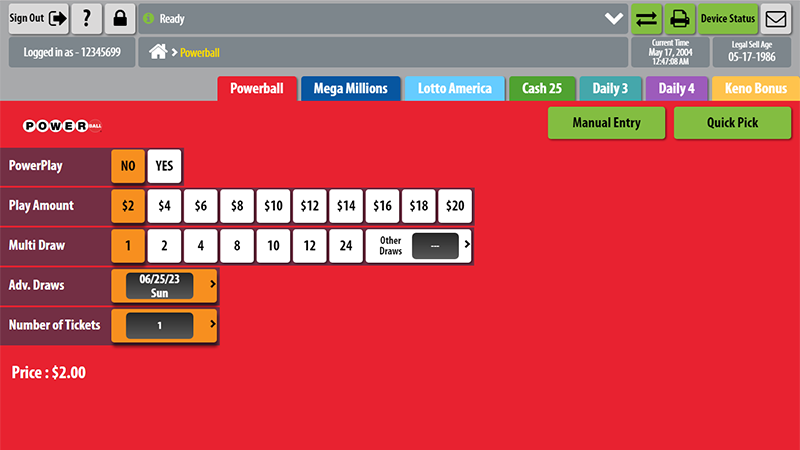 Sign Out
?
Ready
Device Status
Logged in as - 12345699
> Powerball
Current Time
May 17, 2004
12:47:08 AM
Legal Sell Age
05-17-1986
Powerball
Mega Millions
Lotto America
Cash 25
Daily 3
Daily 4
Keno Bonus
POWERBALL
Manual Entry
Quick Pick
PowerPlay
NO
YES
Play Amount
$2
$4
$6
$8
$10
$12
$14
$16
$18
$20
Multi Draw
1
2
4
8
10
12
24
Other
Draws
---
Adv. Draws
06/25/23
Sun
Number of Tickets
1
Price : $2.00